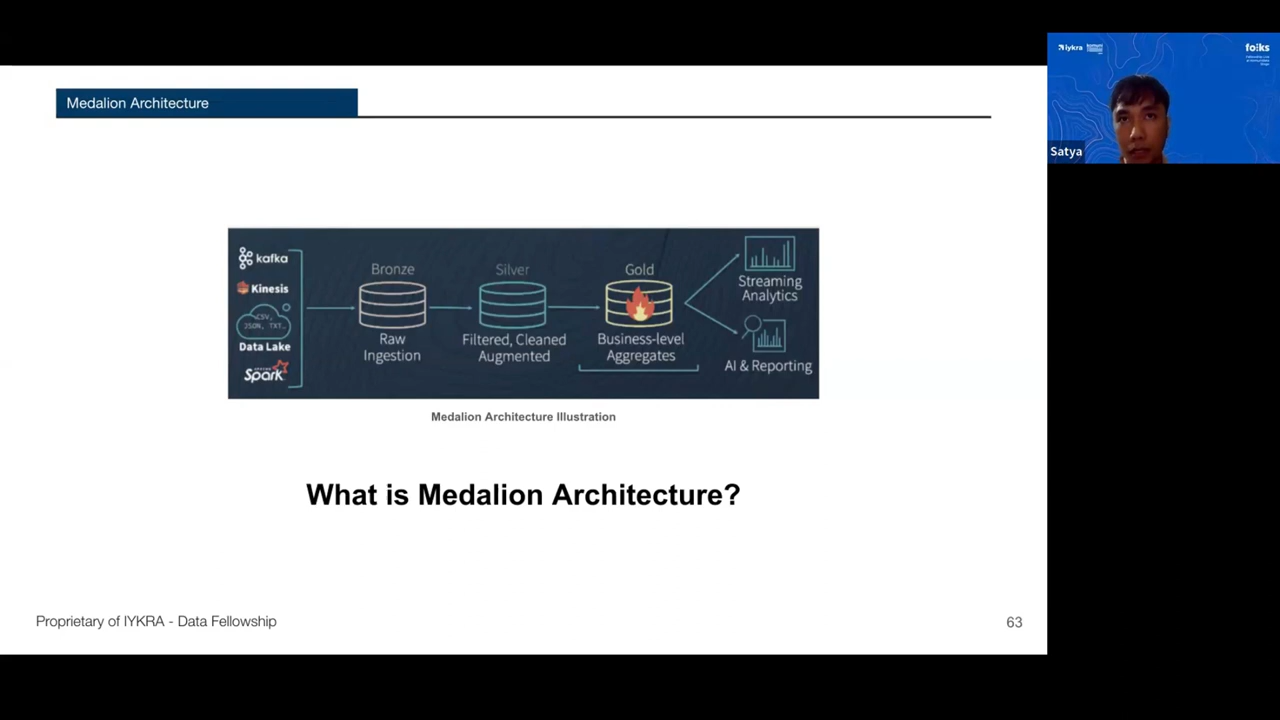 Medalion Architecture
kafka
Kinesis
CSV,
JSON, TXT...
Data Lake
APACHE
Spark
Bronze
Raw
Ingestion
Silver
Filtered, Cleaned
Augmented
Gold
Business-level
Aggregates
Streaming
Analytics
AI & Reporting
Medalion Architecture Illustration
What is Medalion Architecture?
Proprietary of IYKRA - Data Fellowship
63
iykra
Satya